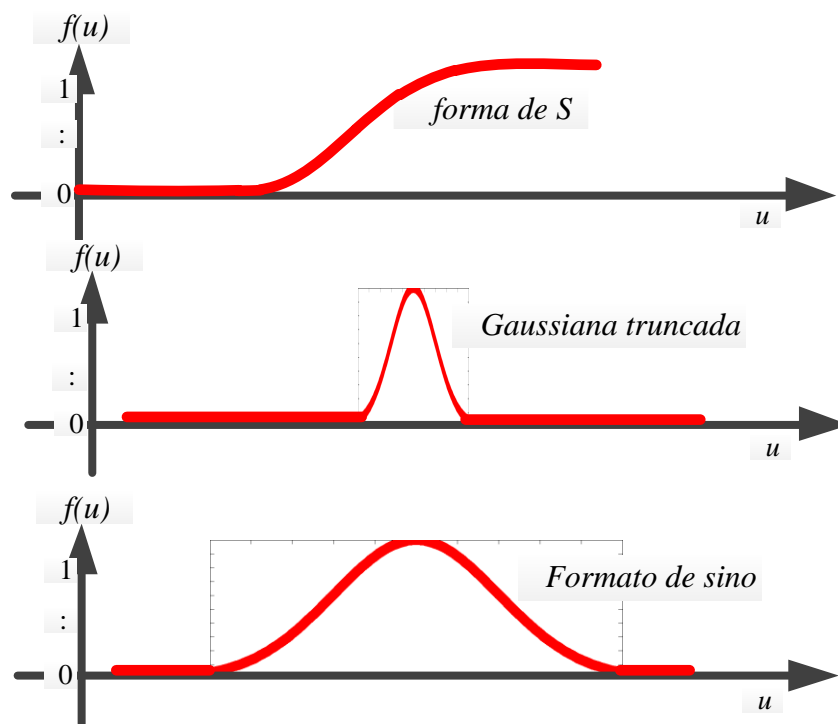 f(u)
1
:
forma de S
0
u
f(u)
1
Gaussiana truncada
:
0
u
f(u)
1
Formato de sino
:
0
u